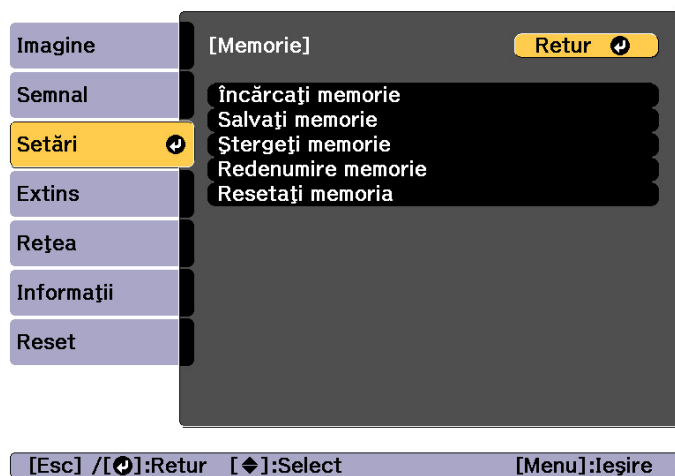 Imagine
Semnal
Setări
Extins
Reţea
Informaţii
Reset
[Memorie] Retur
Încărcaţi memorie
Salvaţi memorie
Ştergeţi memorie
Redenumire memorie
Resetaţi memoria
[Esc] /[]:Retur []:Select [Menu]:Ieşire